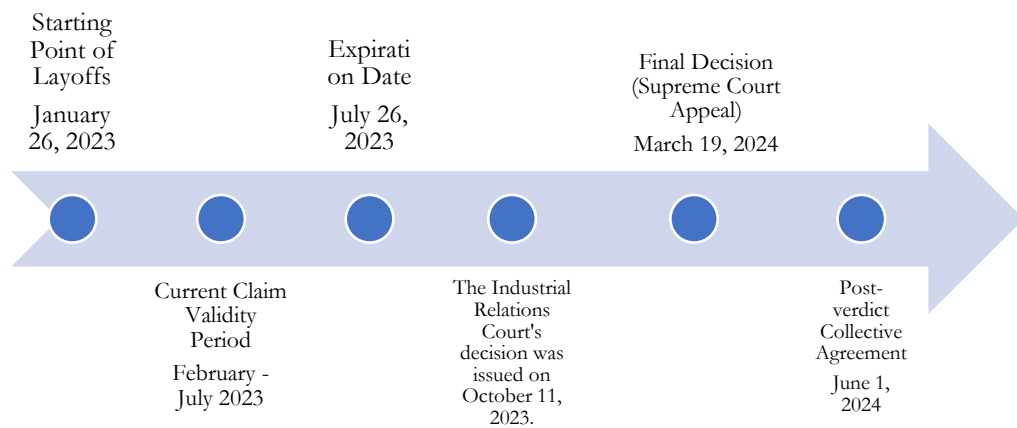 Starting
Point of
Layoffs
January
26, 2023
Current Claim
Validity
Period
February -
July 2023
Expirati
on Date
July 26,
2023
The Industrial
Relations
Court's
decision was
issued on
October 11,
2023.
Final Decision
(Supreme Court
Appeal)
March 19, 2024
Post-
verdict
Collective
Agreement
June 1,
2024